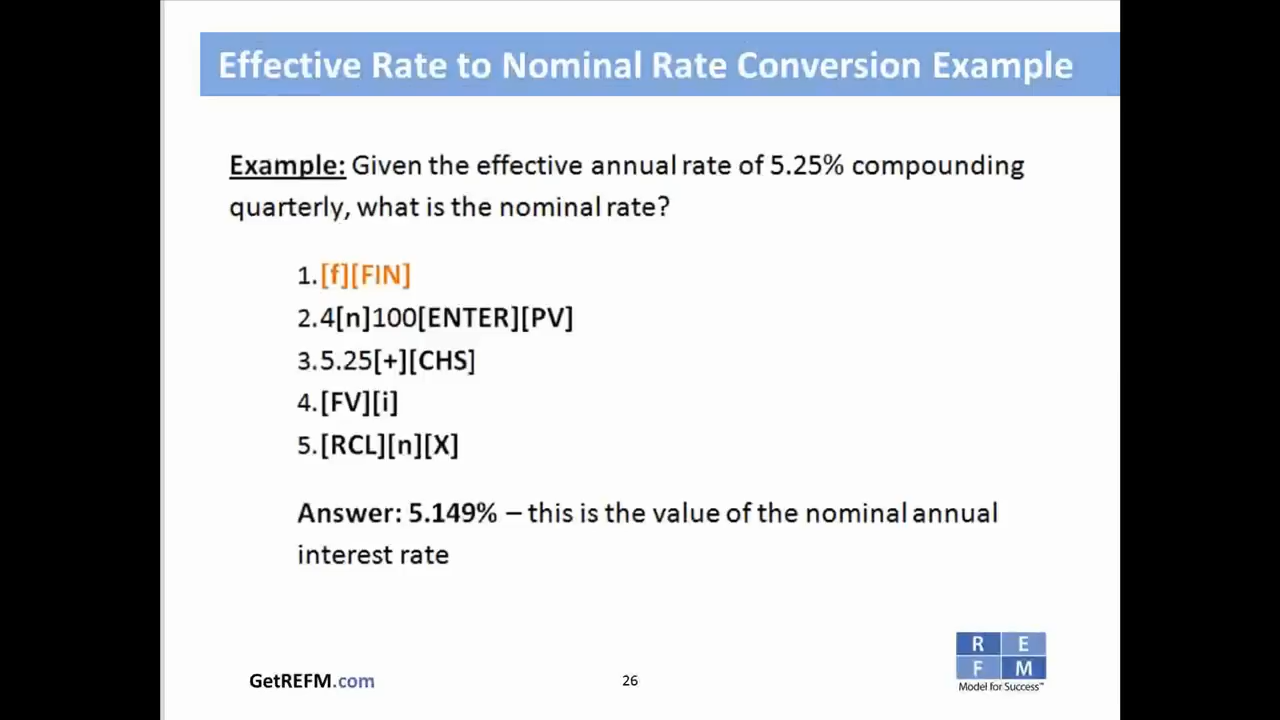 Effective Rate to Nominal Rate Conversion Example
Example: Given the effective annual rate of 5.25% compounding
quarterly, what is the nominal rate?
1.[f][FIN]
2.4[n]100[ENTER][PV]
3.5.25[+][CHS]
4.[FV][i]
5.[RCL][n][X]
Answer: 5.149% – this is the value of the nominal annual
interest rate
R E
F M
Model for Success™
GetREFM.com
26